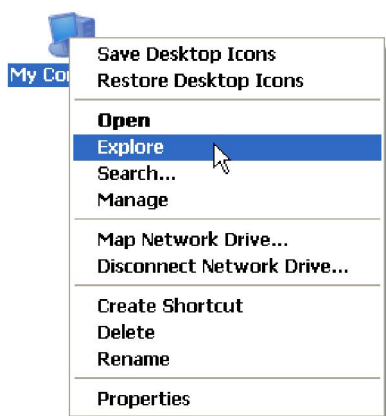 My Co
Save Desktop Icons
Restore Desktop Icons
Open
Explore
Search...
Manage
Map Network Drive...
Disconnect Network Drive...
Create Shortcut
Delete
Rename
Properties